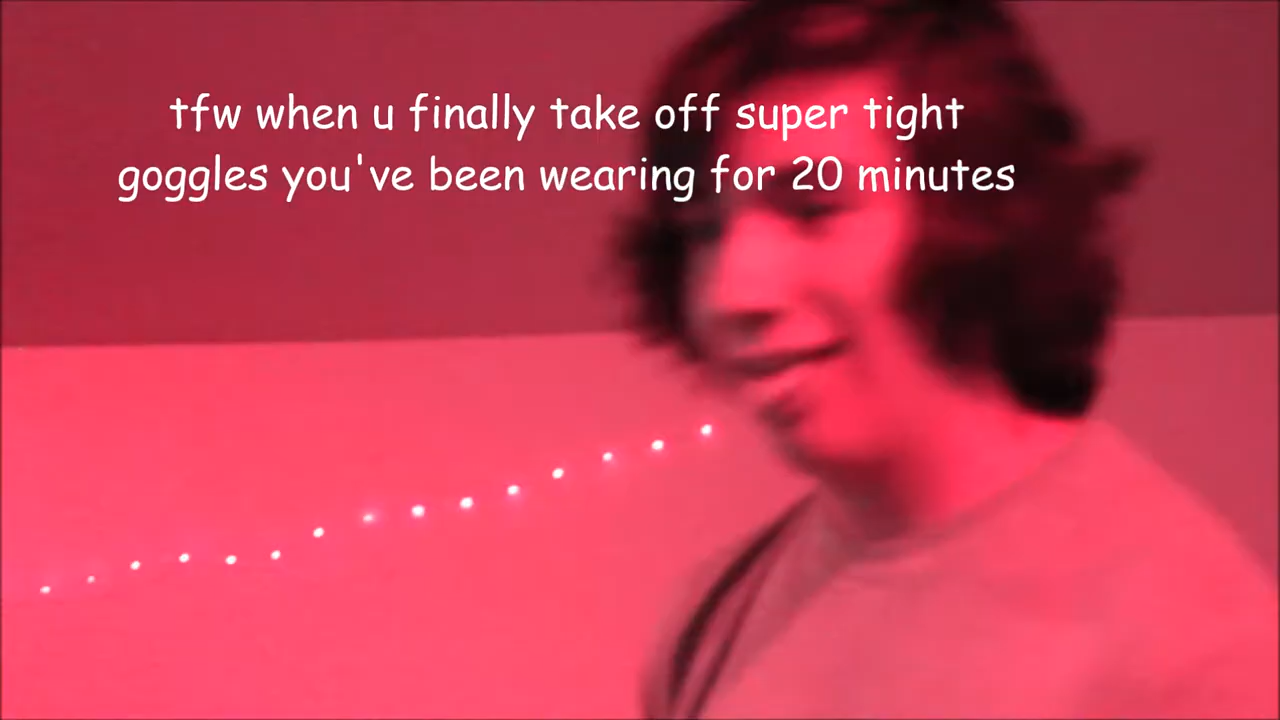 tfw when u finally take off super tight
goggles you've been wearing for 20 minutes